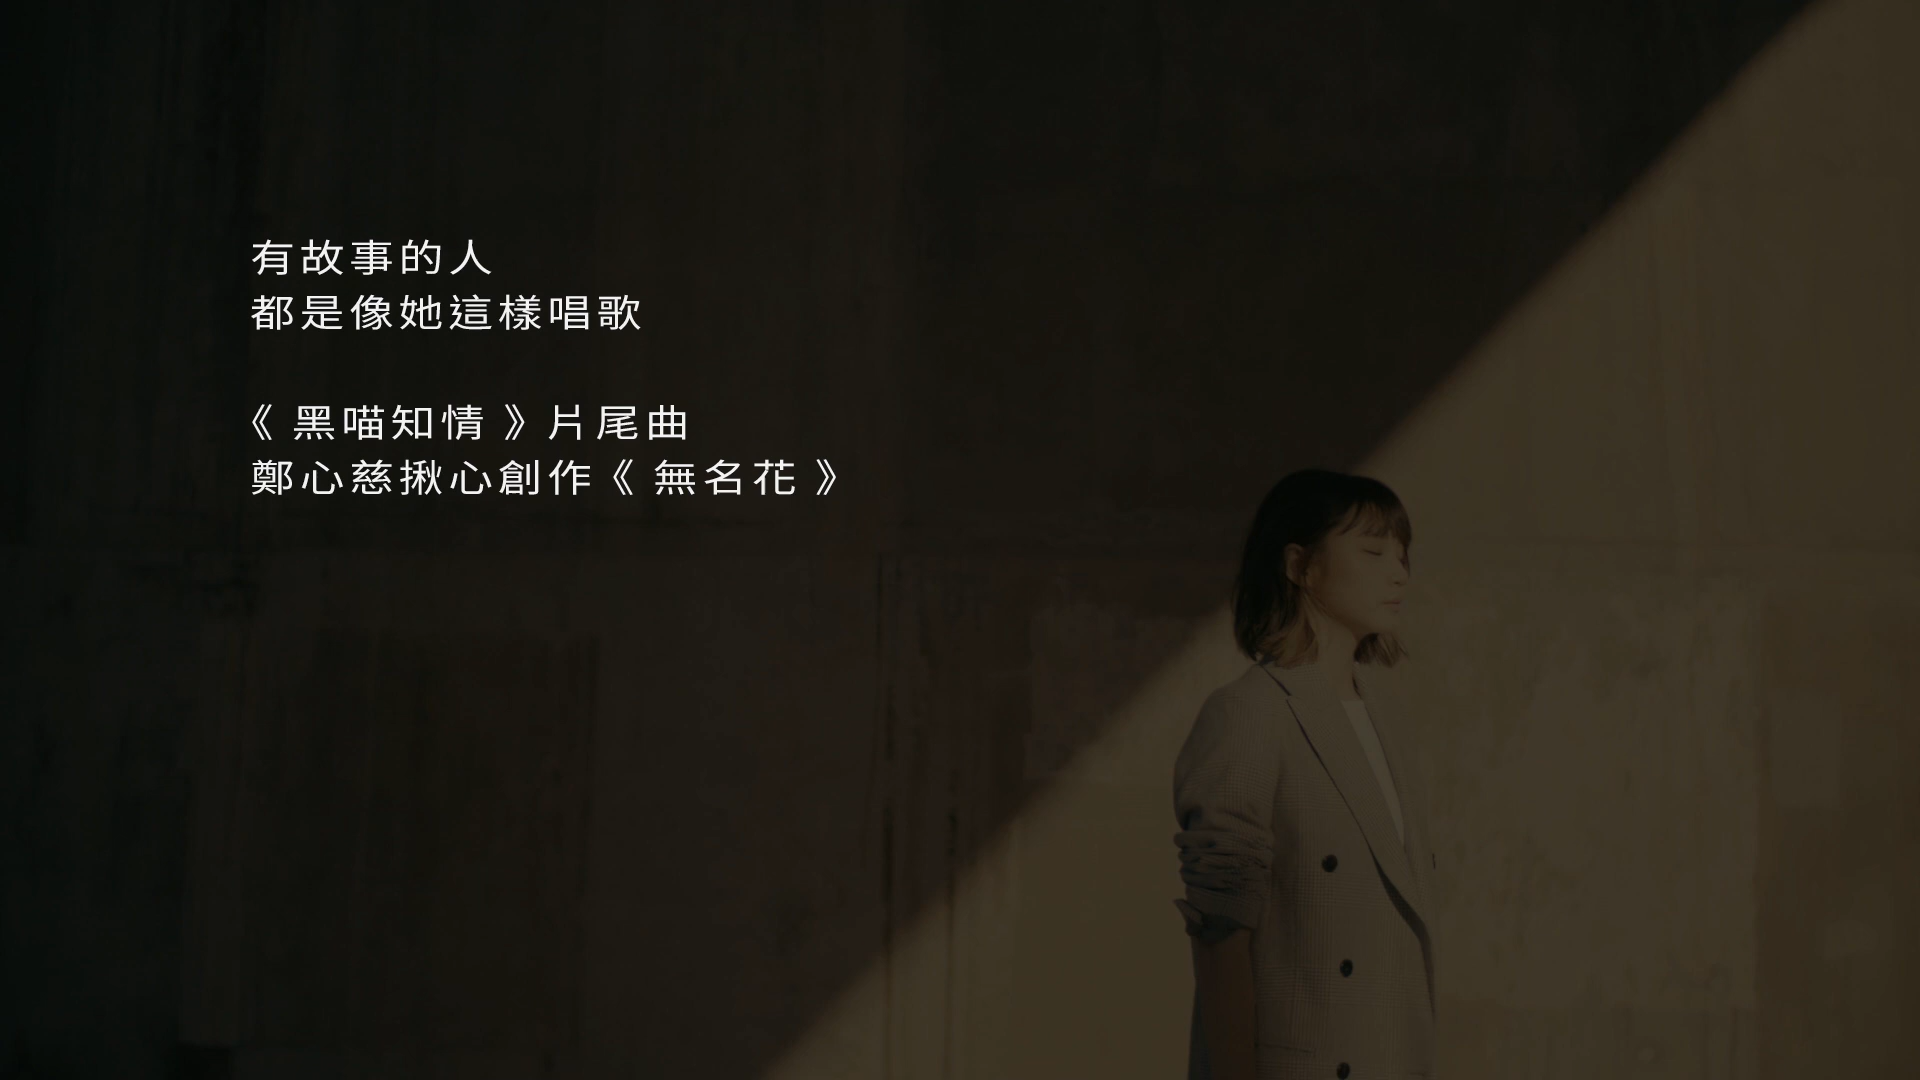 有故事的人
都是像她這樣唱歌
《 黑喵知情 》片尾曲
鄭心慈揪心創作《 無名花 》